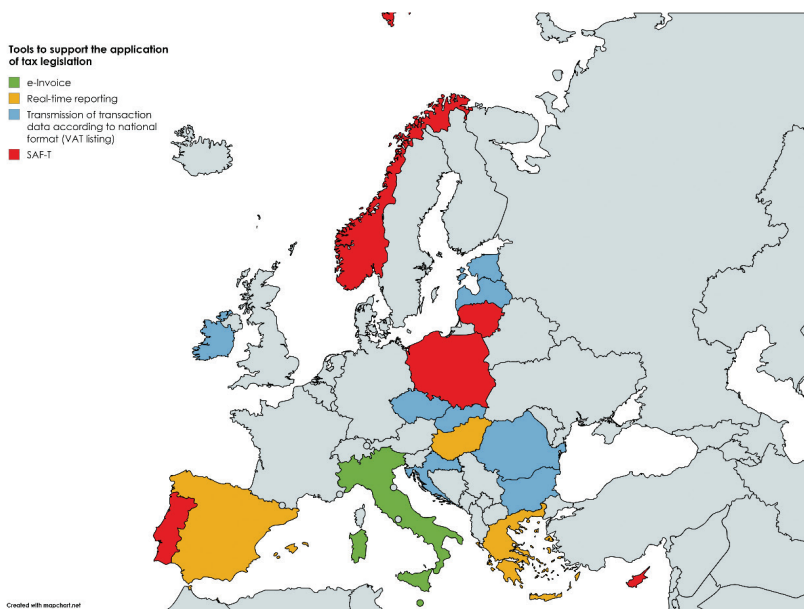 Tools to support the application
of tax legislation
e-Invoice
Real-time reporting
Transmission of transaction
data according to national
format (VAT listing)
SAF-T
Created with mapchart.net